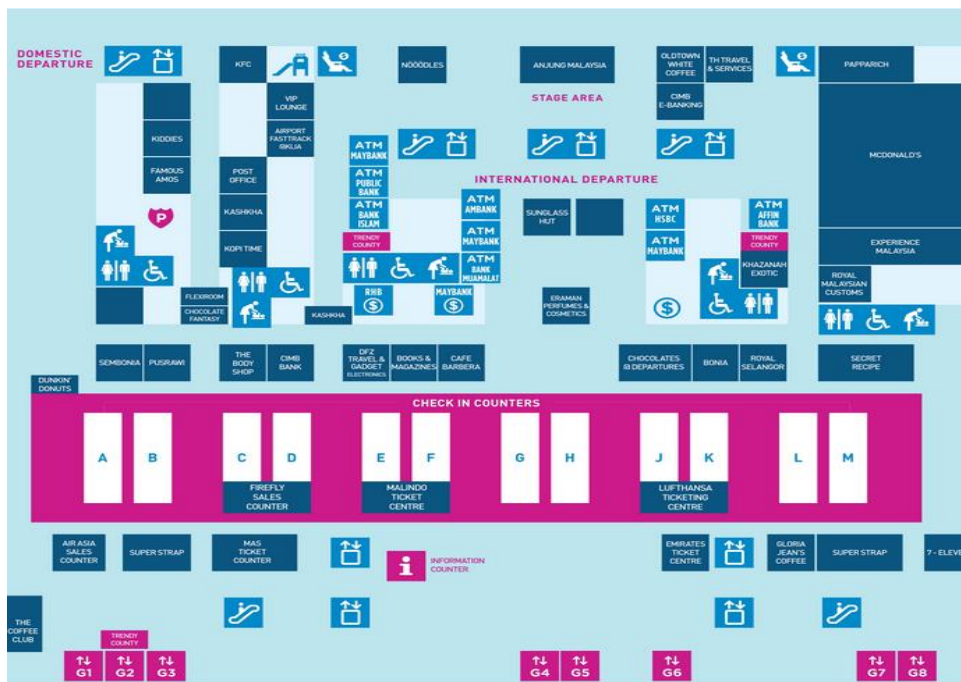 DOMESTIC
DEPARTURE
KFC
NÖÖÖDLES
ANJUNG MALAYSIA
OLDTOWN
WHITE
COFFEE
TH TRAVEL
& SERVICES
PAPPARICH
STAGE AREA
VIP
LOUNGE
CIMB
E-BANKING
KIDDIES
AIRPORT
FASTTRACK
ATM
MAYBANK
MCDONALD'S
FAMOUS
AMOS
POST
OFFICE
ATM
PUBLIC
BANK
INTERNATIONAL DEPARTURE
P
KASHKHA
ATM
BANK
ISLAM
ATM
AMBANK
SUNGLASS
HUT
ATM
HSBC
ATM
AFFIN
BANK
KOPI TIME
TRENDY
COUNTY
ATM
MAYBANK
ATM
MAYBANK
TRENDY
COUNTY
EXPERIENCE
MALAYSIA
ATM
BANK
MUAMALAT
KHAZANAH
EXOTIC
ROYAL
MALAYSIAN
CUSTOMS
FLEXIROOM
CHOCOLATE
FANTASY
KASHKHA
RHB
$
MAYBANK
$
ERAMAN
PERFUMES &
COSMETICS
$
SEMBONIA
PUSRAWI
THE
BODY
SHOP
CIMB
BANK
DFZ
TRAVEL &
GADGET
ELECTRONICS
BOOKS &
MAGAZINES
CAFE
BARBERA
CHOCOLATES
@ DEPARTURES
BONIA
ROYAL
SELANGOR
SECRET
RECIPE
DUNKIN'
DONUTS
CHECK IN COUNTERS
A
B
C
D
E
F
G
H
J
K
L
M
FIREFLY
SALES
COUNTER
MALINDO
TICKET
CENTRE
LUFTHANSA
TICKETING
CENTRE
AIR ASIA
SALES
COUNTER
SUPER STRAP
MAS
TICKET
COUNTER
i
INFORMATION
COUNTER
EMIRATES
TICKET
CENTRE
GLORIA
JEAN'S
COFFEE
SUPER STRAP
7 - ELEVE
THE
COFFEE
CLUB
TRENDY
COUNTY
G1
G2
G3
G4
G5
G6
G7
G8